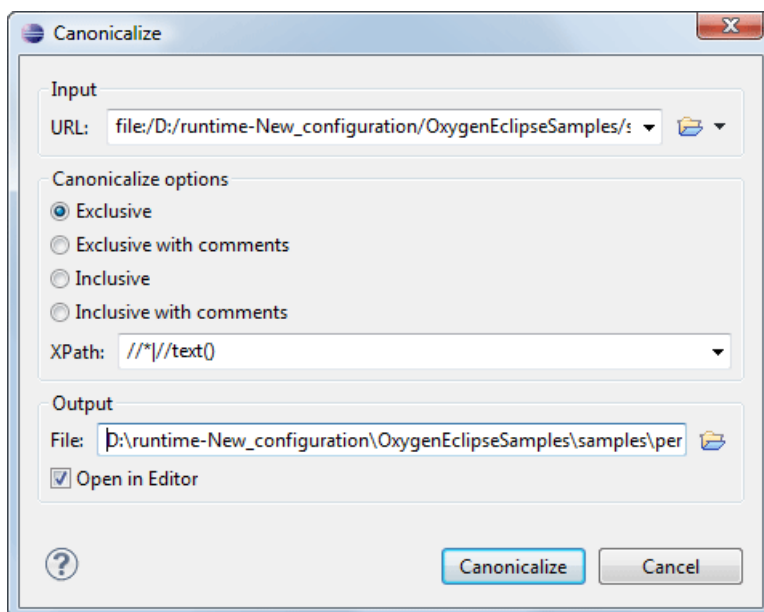 Canonicalize
Input
URL: file:/D:/runtime-New_configuration/OxygenEclipseSamples/s
Canonicalize options
Exclusive
Exclusive with comments
Inclusive
Inclusive with comments
XPath: //*|//text()
Output
File: D:\runtime-New_configuration\OxygenEclipseSamples\samples\per
Open in Editor
? Canonicalize Cancel